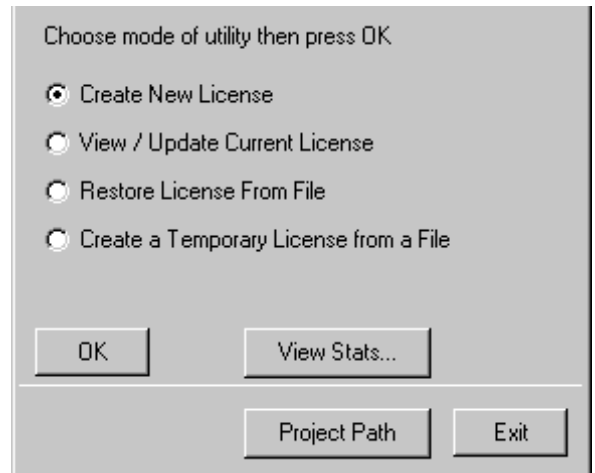 Choose mode of utility then press OK
Create New License
View / Update Current License
Restore License From File
Create a Temporary License from a File
OK
View Stats...
Project Path
Exit